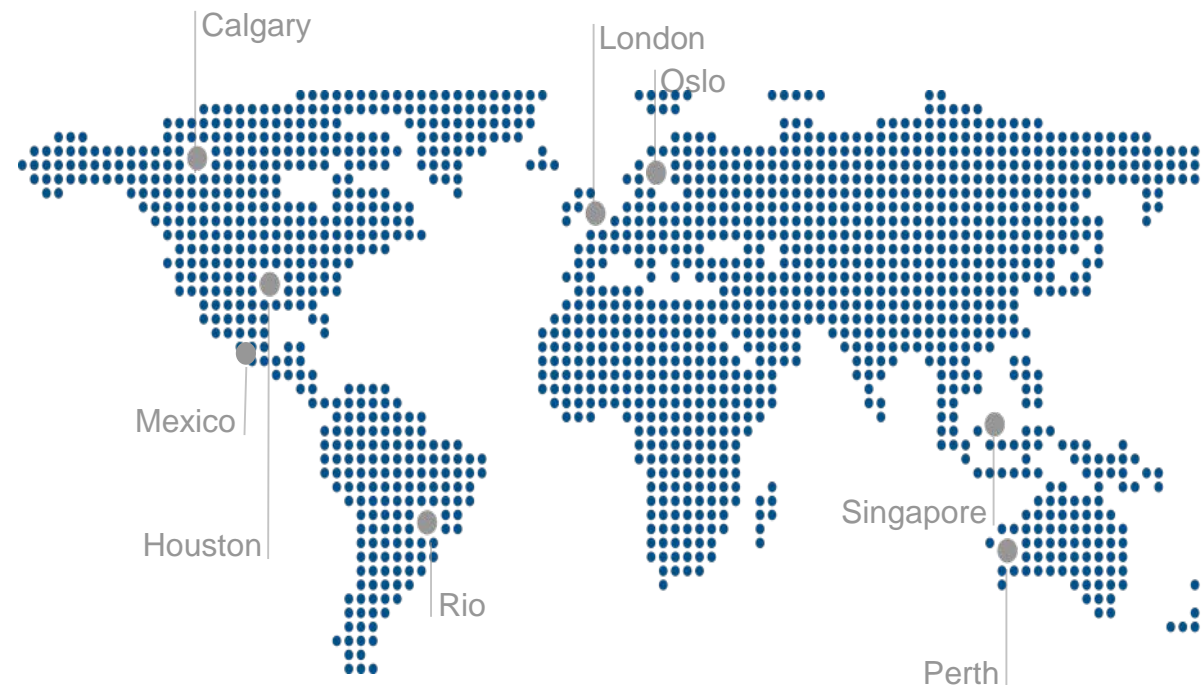 Calgary
London
Oslo
Mexico
Singapore
Houston
Rio
Perth